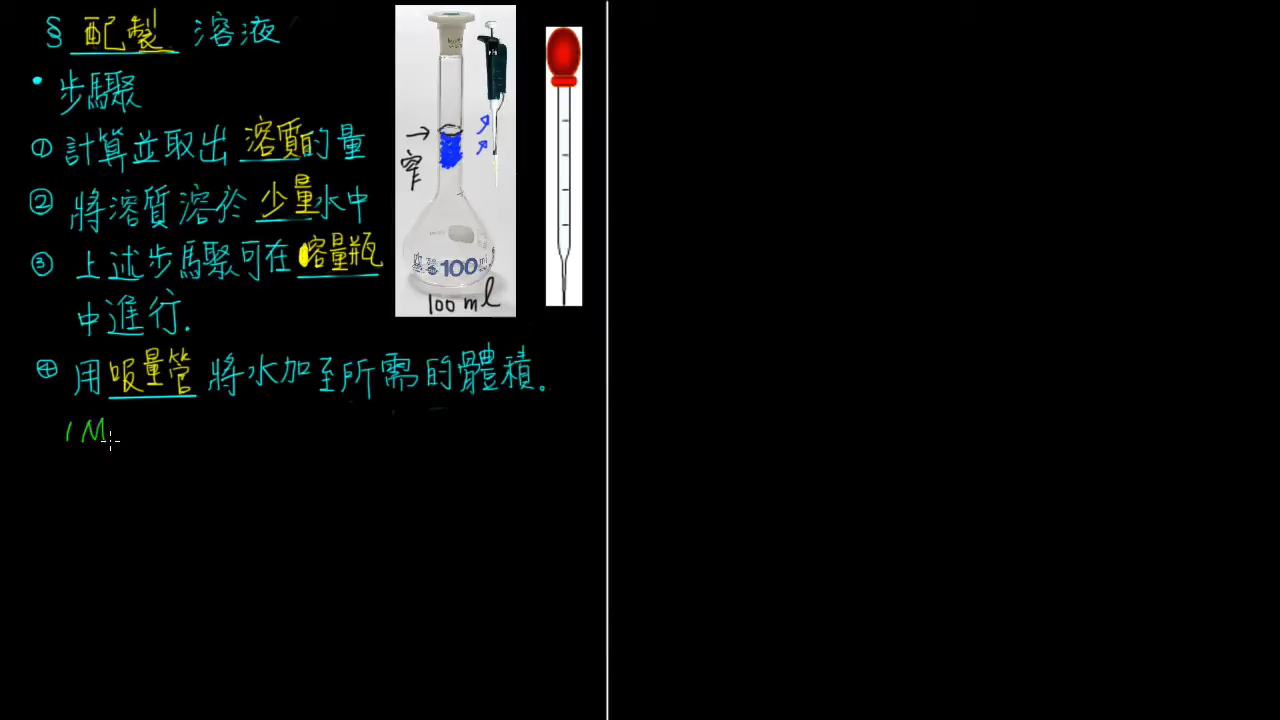 § 配製 溶液
• 步驟
① 計算並取出 溶質的量
② 將溶質溶於 少量水中
③ 上述步驟可在 容量瓶
中進行.
④ 用吸量管 將水加至所需的體積。
1M
→
窄
100 ml
100 ml